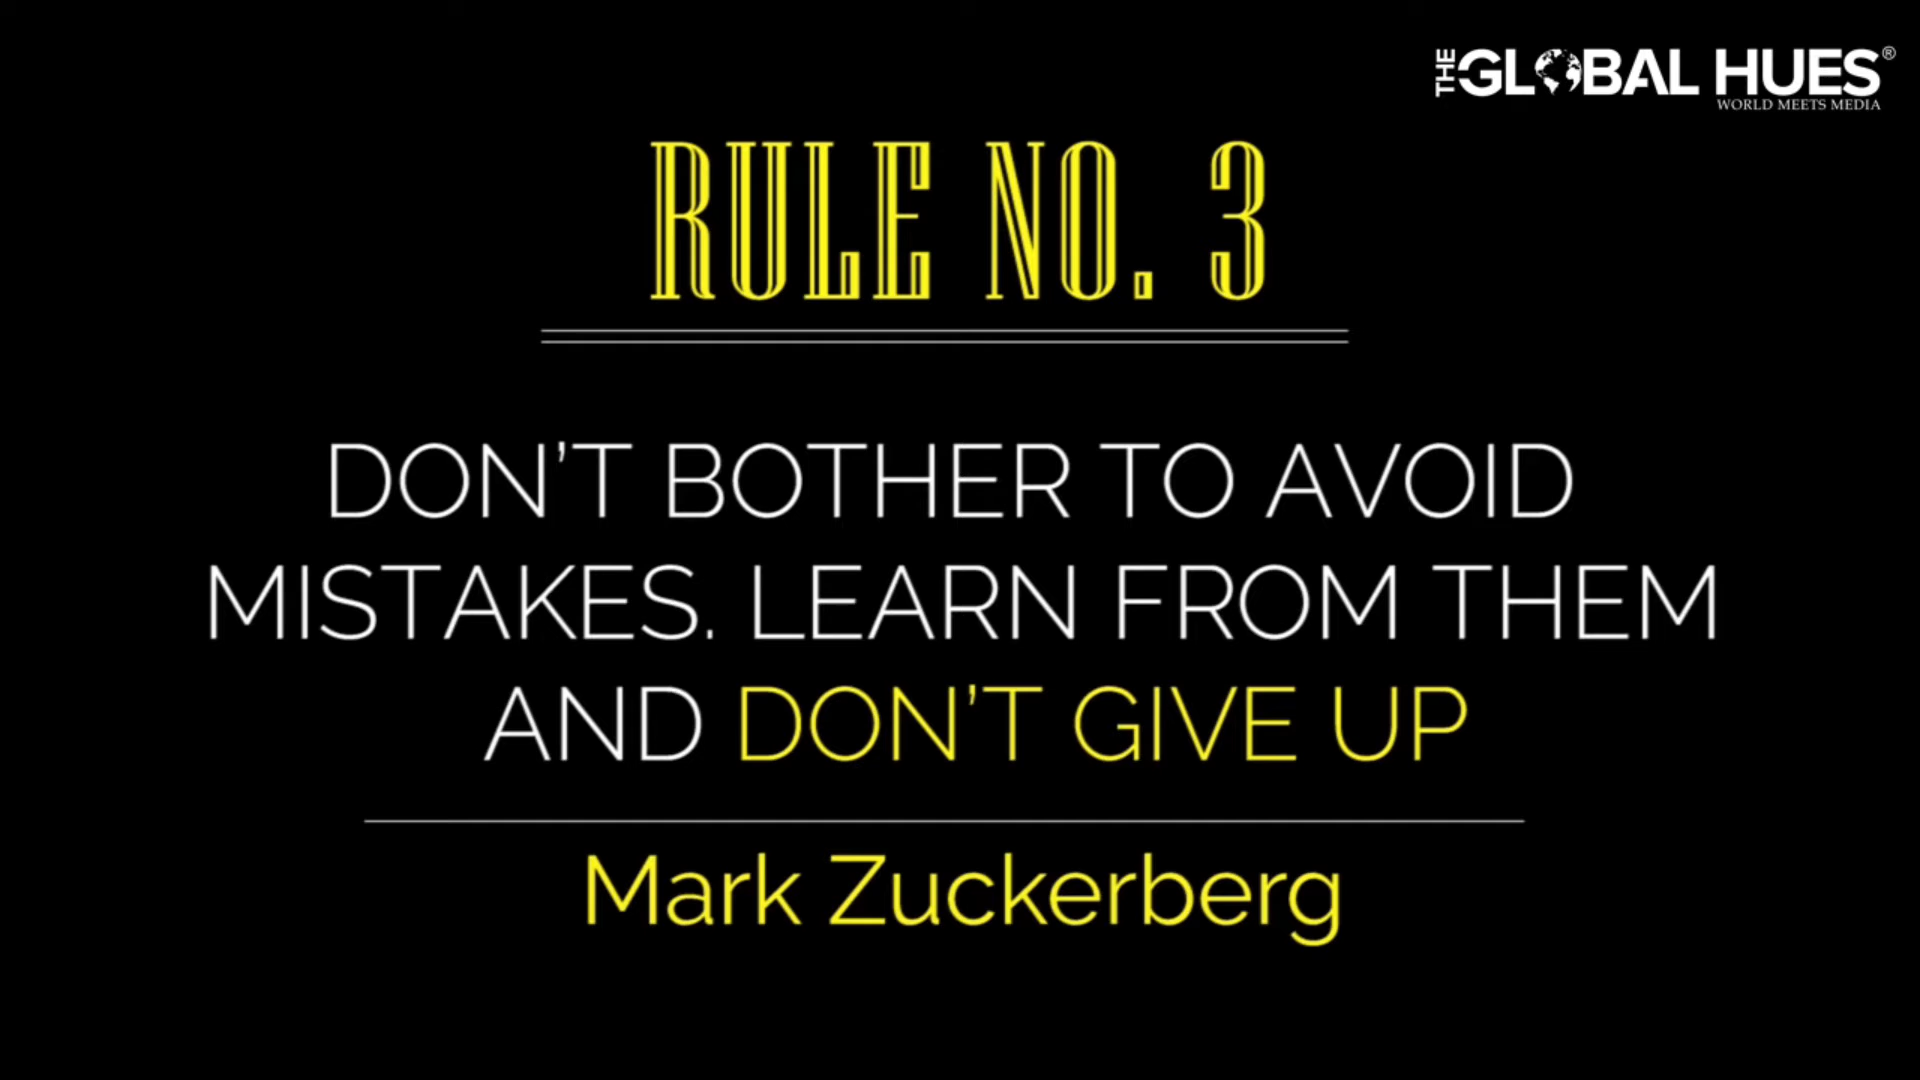 THE GLOBAL HUES®
WORLD MEETS MEDIA
RULE NO. 3
DON'T BOTHER TO AVOID
MISTAKES. LEARN FROM THEM
AND DON'T GIVE UP
Mark Zuckerberg